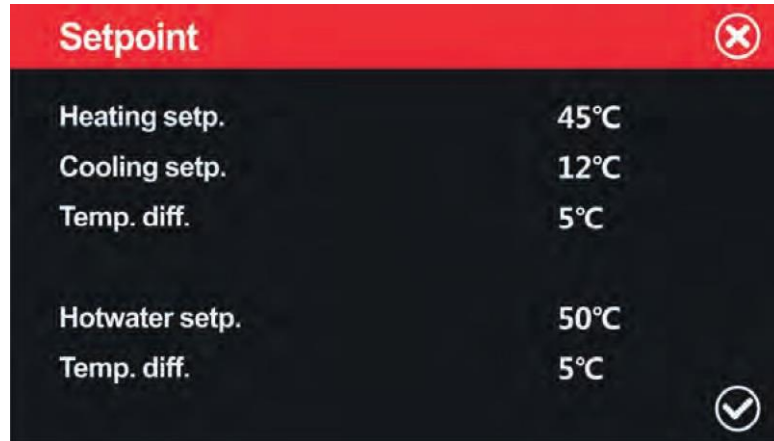 Setpoint
Heating setp. 45℃
Cooling setp. 12℃
Temp. diff. 5℃
Hotwater setp. 50℃
Temp. diff. 5℃